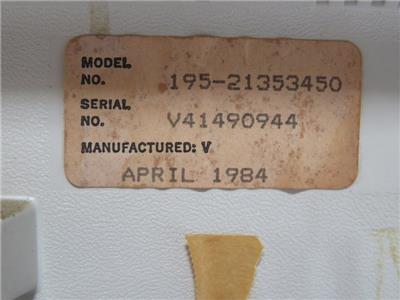 MODEL
NO. 195-21353450
SERIAL
NO. V41490944
MANUFACTURED: V
APRIL 1984